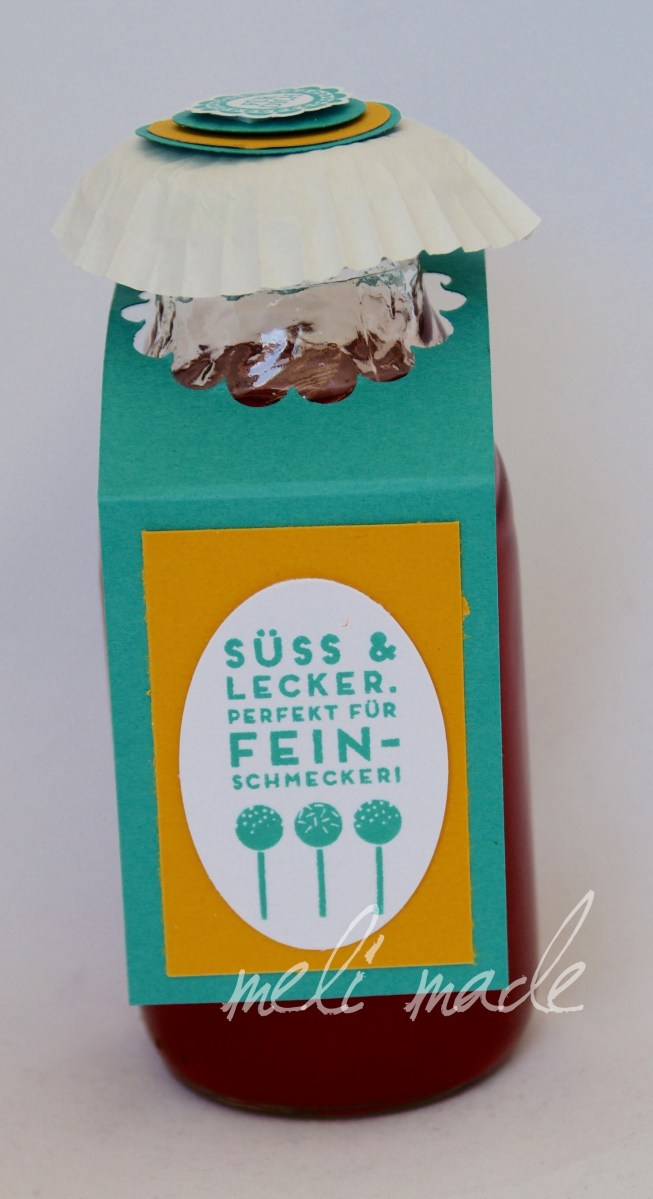 SÜSS &
LECKER.
PERFEKT FÜR
FEIN-
SCHMECKER!
meli made